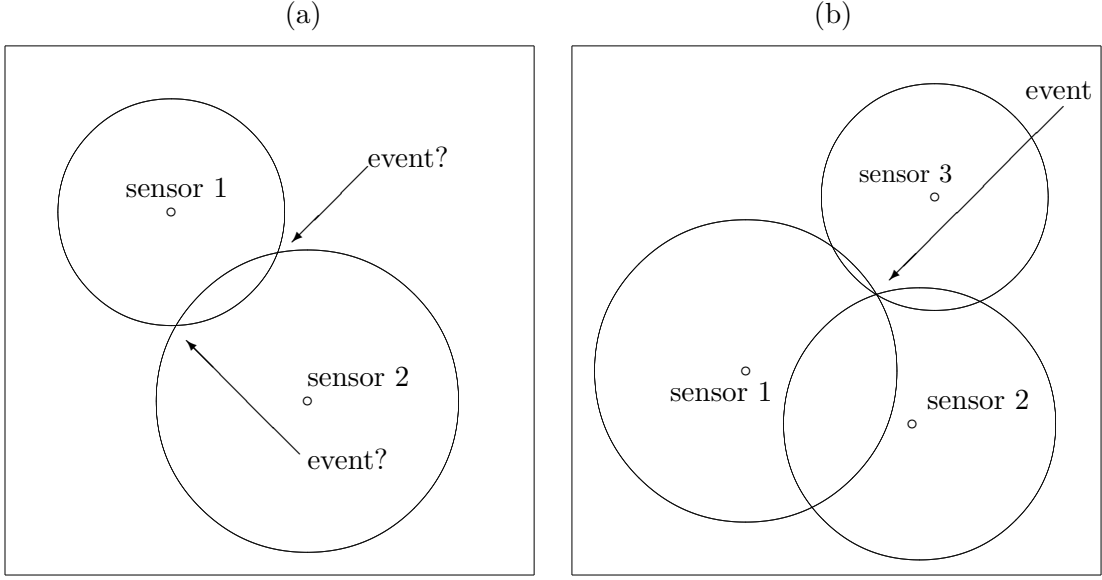 (a)
event?
sensor 1
sensor 2
event?
(b)
event
sensor 3
sensor 1
sensor 2